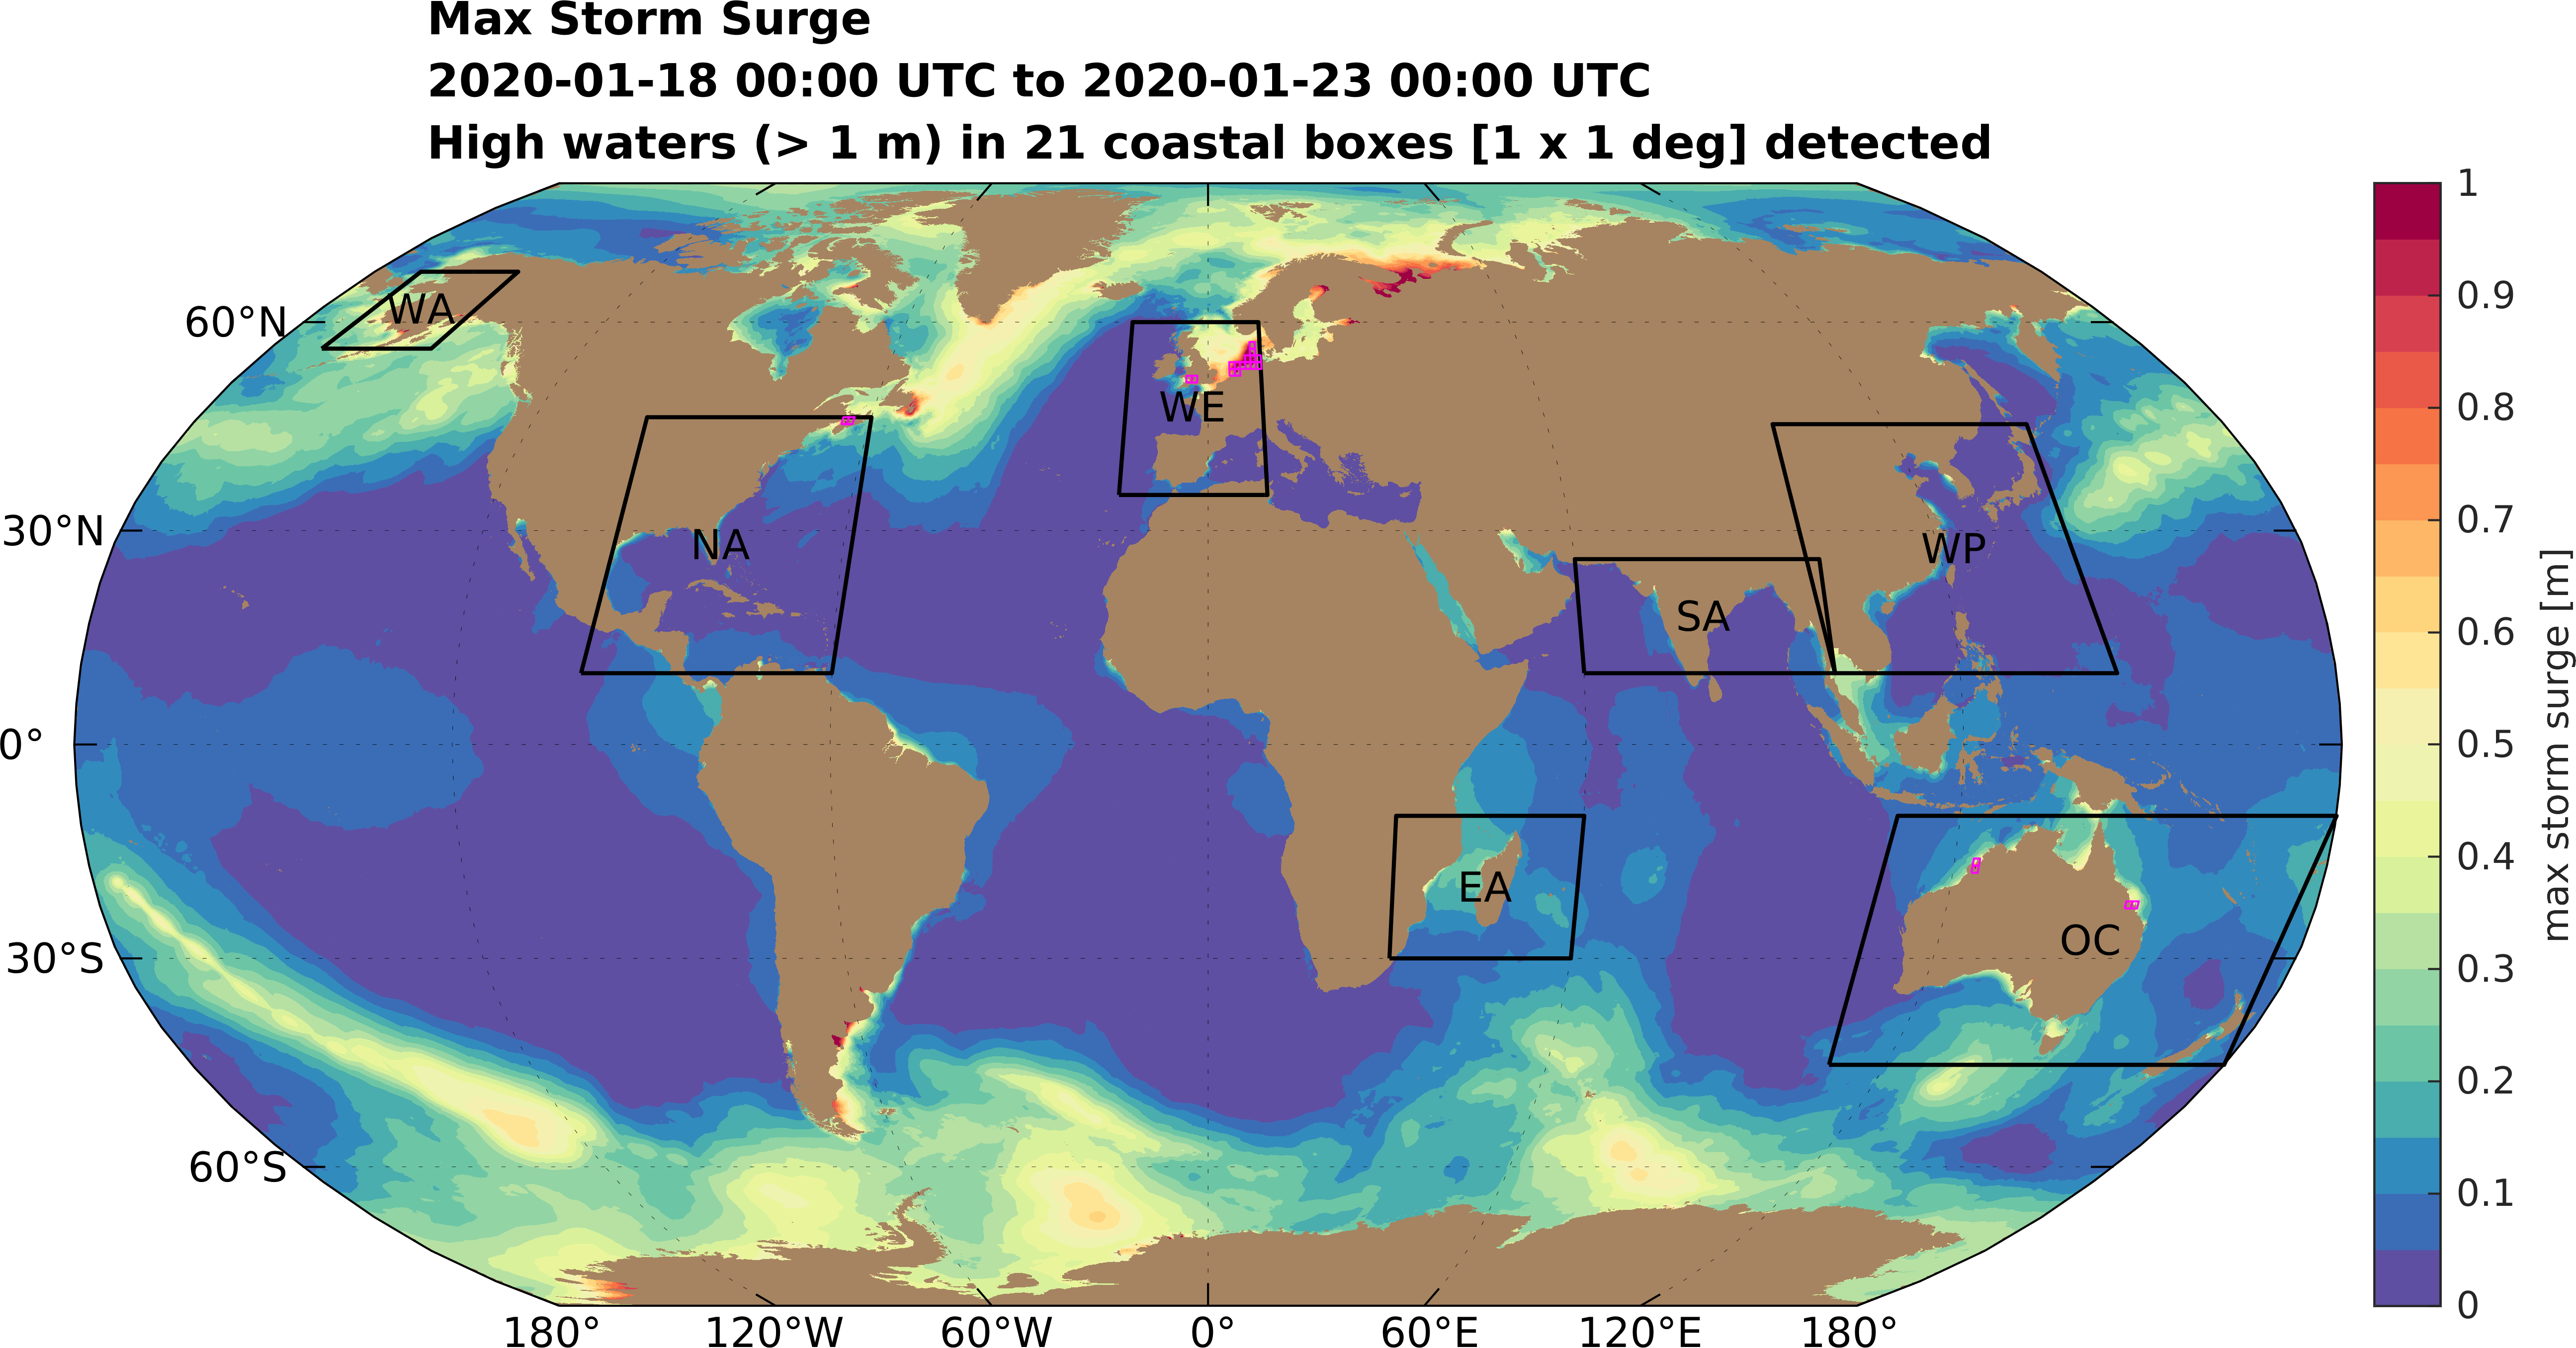 Max Storm Surge
2020-01-18 00:00 UTC to 2020-01-23 00:00 UTC
High waters (> 1 m) in 21 coastal boxes [1 x 1 deg] detected
60°N
30°N
0°
30°S
60°S
180°
120°W
60°W
0°
60°E
120°E
180°
WA
NA
WE
SA
WP
EA
OC
1
0.9
0.8
0.7
0.6
0.5
0.4
0.3
0.2
0.1
0
max storm surge [m]